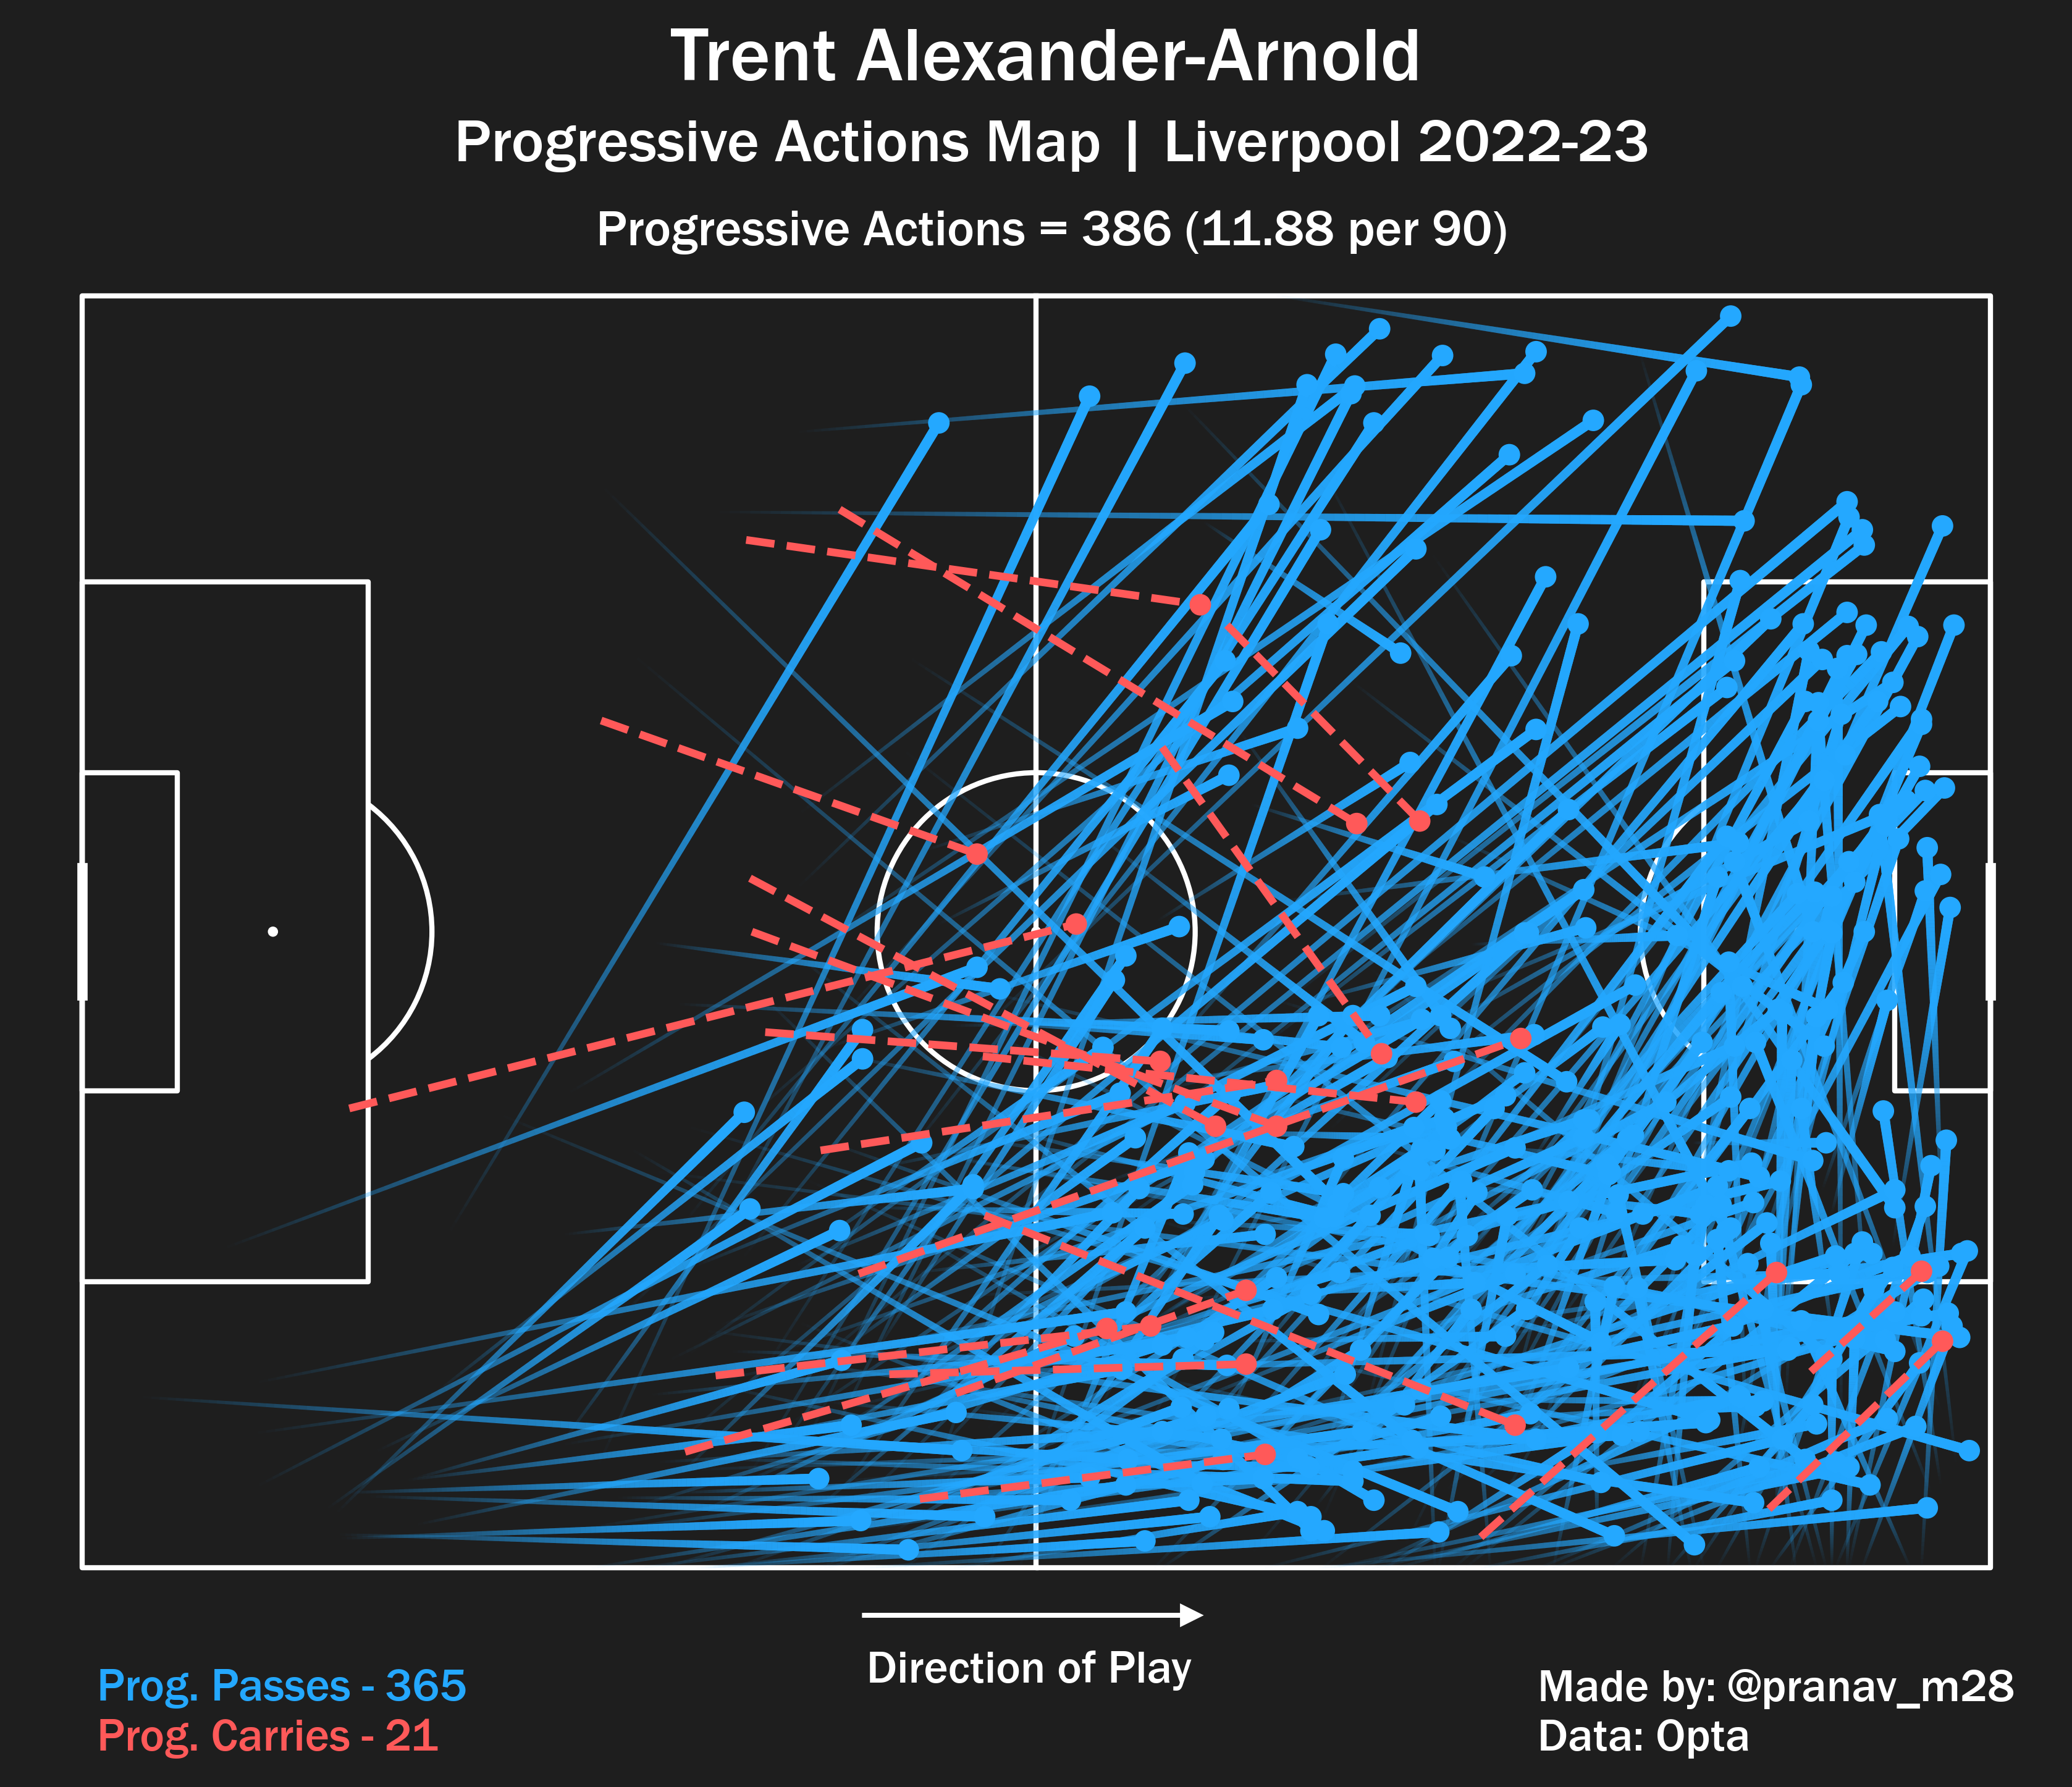 Trent Alexander-Arnold
Progressive Actions Map | Liverpool 2022-23
Progressive Actions = 386 (11.88 per 90)
Direction of Play
Prog. Passes - 365
Prog. Carries - 21
Made by: @pranav_m28
Data: Opta